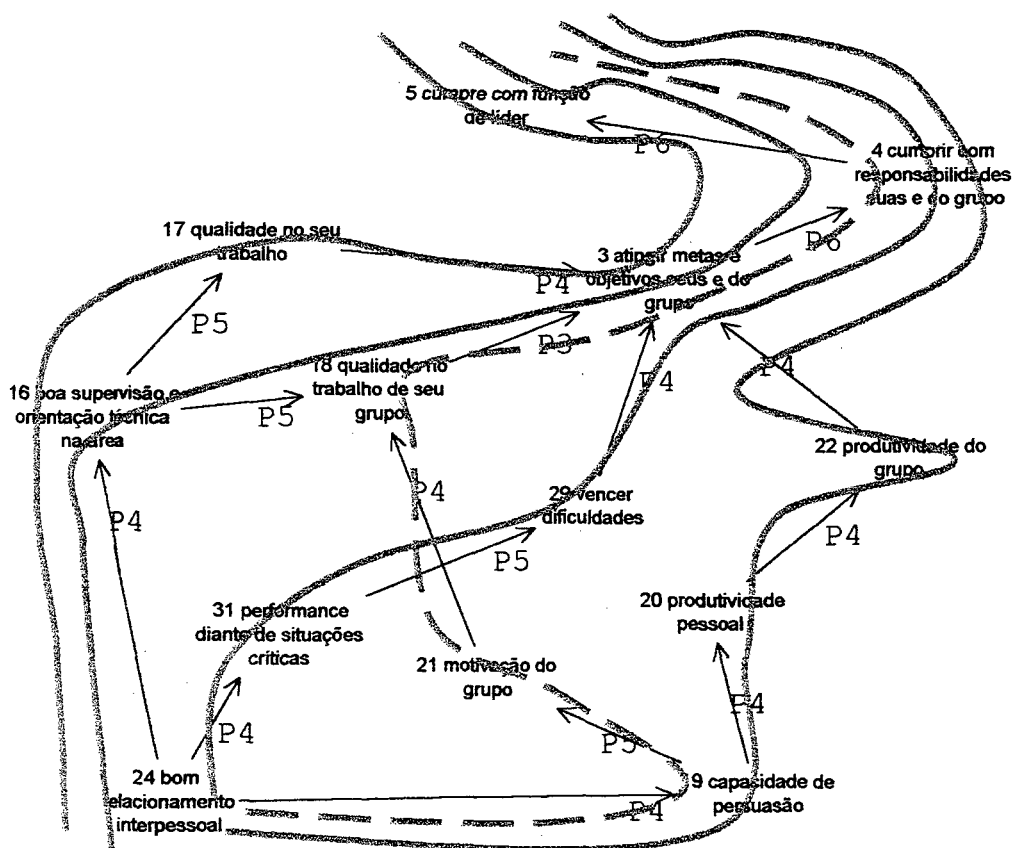 5 cumpre com função
de líder
P6
4 cumprir com
responsabilidades
suas e do grupo
17 qualidade no seu
trabalho
3 atingir metas e
objetivos seus e do
grupo
P6
P4
P5
P3
18 qualidade no
trabalho de seu
grupo
P4
P4
16 boa supervisão e
orientação técnica
na área
P5
22 produtividade do
grupo
P4
P4
29 vencer
dificuldades
P5
P4
31 performance
diante de situações
críticas
20 produtividade
pessoal
21 motivação do
grupo
P4
P5
P4
24 bom
elacionamento
interpessoal
P4
9 capacidade de
persuasão